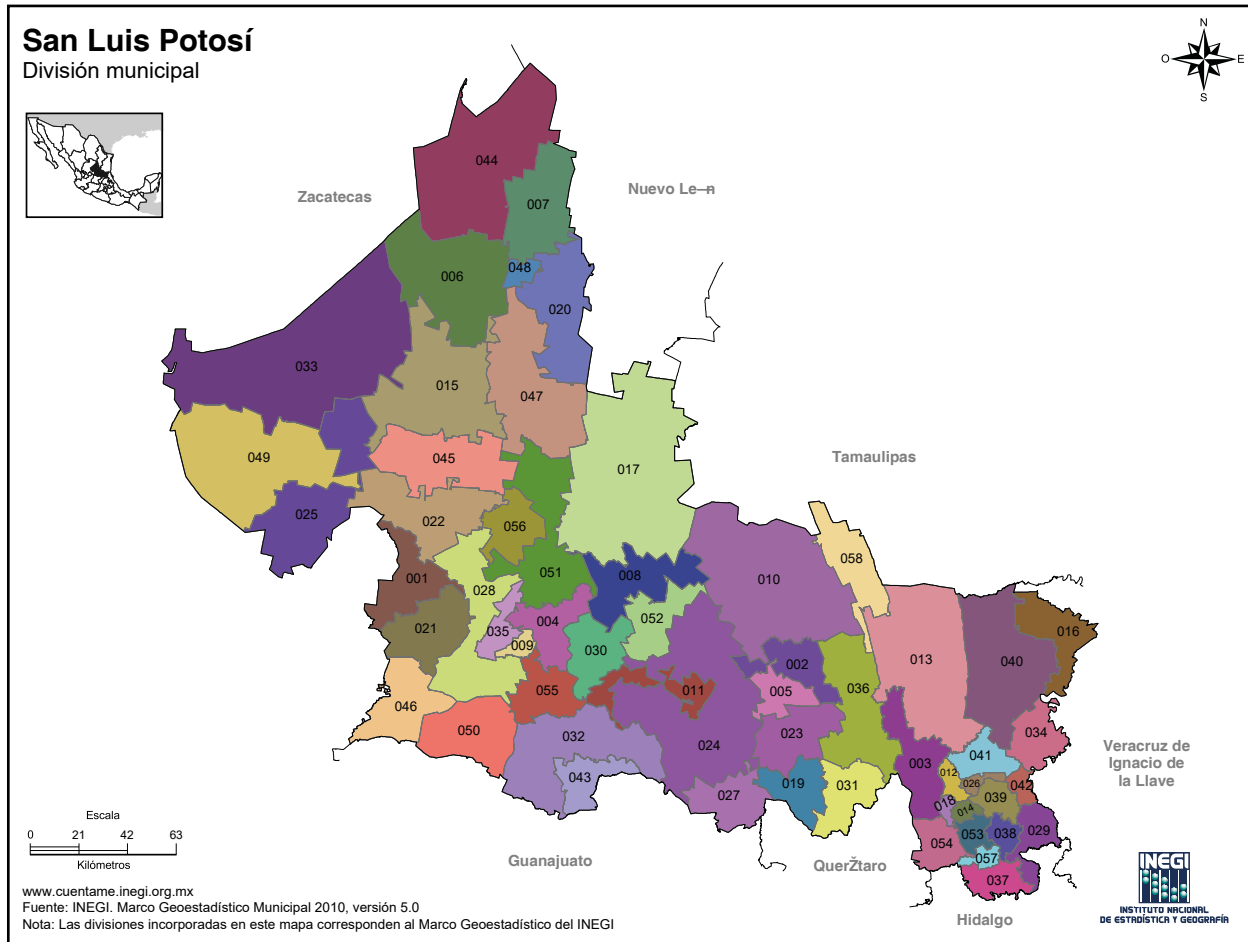 San Luis Potosí
División municipal
N
O E
S
Zacatecas
Nuevo Le—n
Tamaulipas
Veracruz de
Ignacio de
la Llave
Guanajuato
QuerŽtaro
Hidalgo
044
007
006
048
020
033
015
047
049
045
017
025
022
056
010
058
001
028
051
008
021
035
004
052
009
030
002
013
040
016
055
011
005
036
046
050
032
024
023
003
041
034
043
027
019
031
012
026
042
018
014
039
053
038
029
054
057
037
Escala
0 21 42 63
Kilómetros
www.cuentame.inegi.org.mx
Fuente: INEGI. Marco Geoestadístico Municipal 2010, versión 5.0
Nota: Las divisiones incorporadas en este mapa corresponden al Marco Geoestadístico del INEGI
INEGI
INSTITUTO NACIONAL
DE ESTADÍSTICA Y GEOGRAFÍA